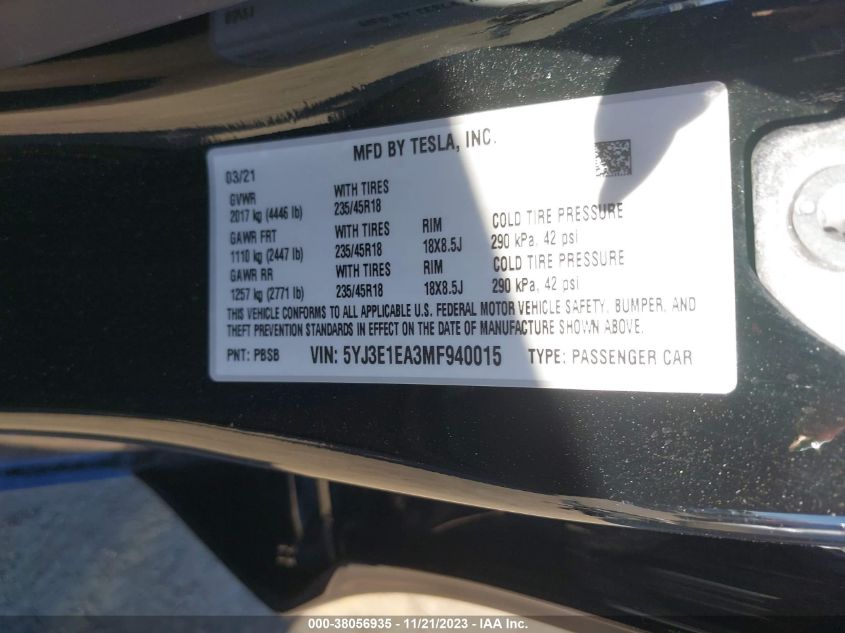 MFD BY TESLA, INC.
03/21
GVWR WITH TIRES
2017 kg (4446 lb) 235/45R18
GAWR FRT WITH TIRES RIM COLD TIRE PRESSURE
1110 kg (2447 lb) 235/45R18 18X8.5J 290 kPa, 42 psi
GAWR RR WITH TIRES RIM COLD TIRE PRESSURE
1257 kg (2771 lb) 235/45R18 18X8.5J 290 kPa, 42 psi
THIS VEHICLE CONFORMS TO ALL APPLICABLE U.S. FEDERAL MOTOR VEHICLE SAFETY, BUMPER, AND
THEFT PREVENTION STANDARDS IN EFFECT ON THE DATE OF MANUFACTURE SHOWN ABOVE.
PNT: PBSB VIN: 5YJ3E1EA3MF940015 TYPE: PASSENGER CAR
000-38056935 - 11/21/2023 - IAA Inc.